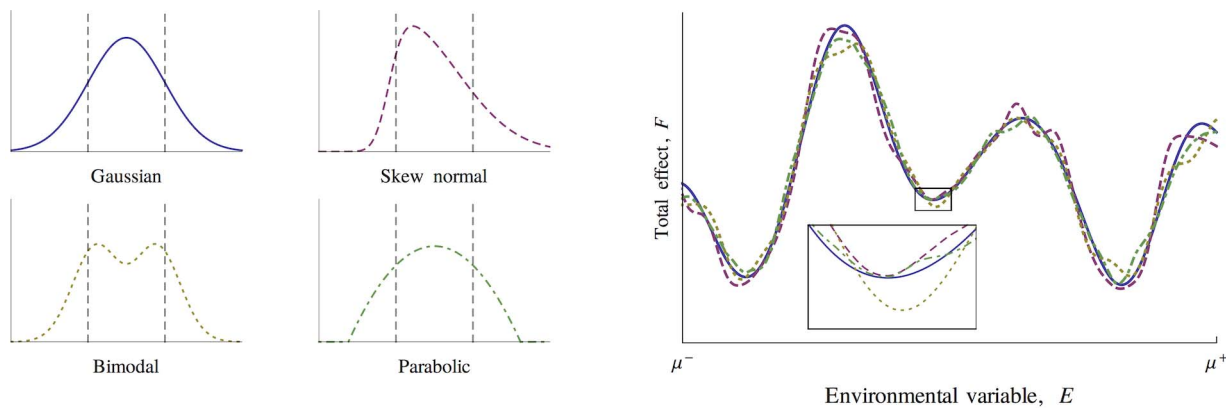 Gaussian
Skew normal
Bimodal
Parabolic
Total effect, F
μ⁻
μ⁺
Environmental variable, E